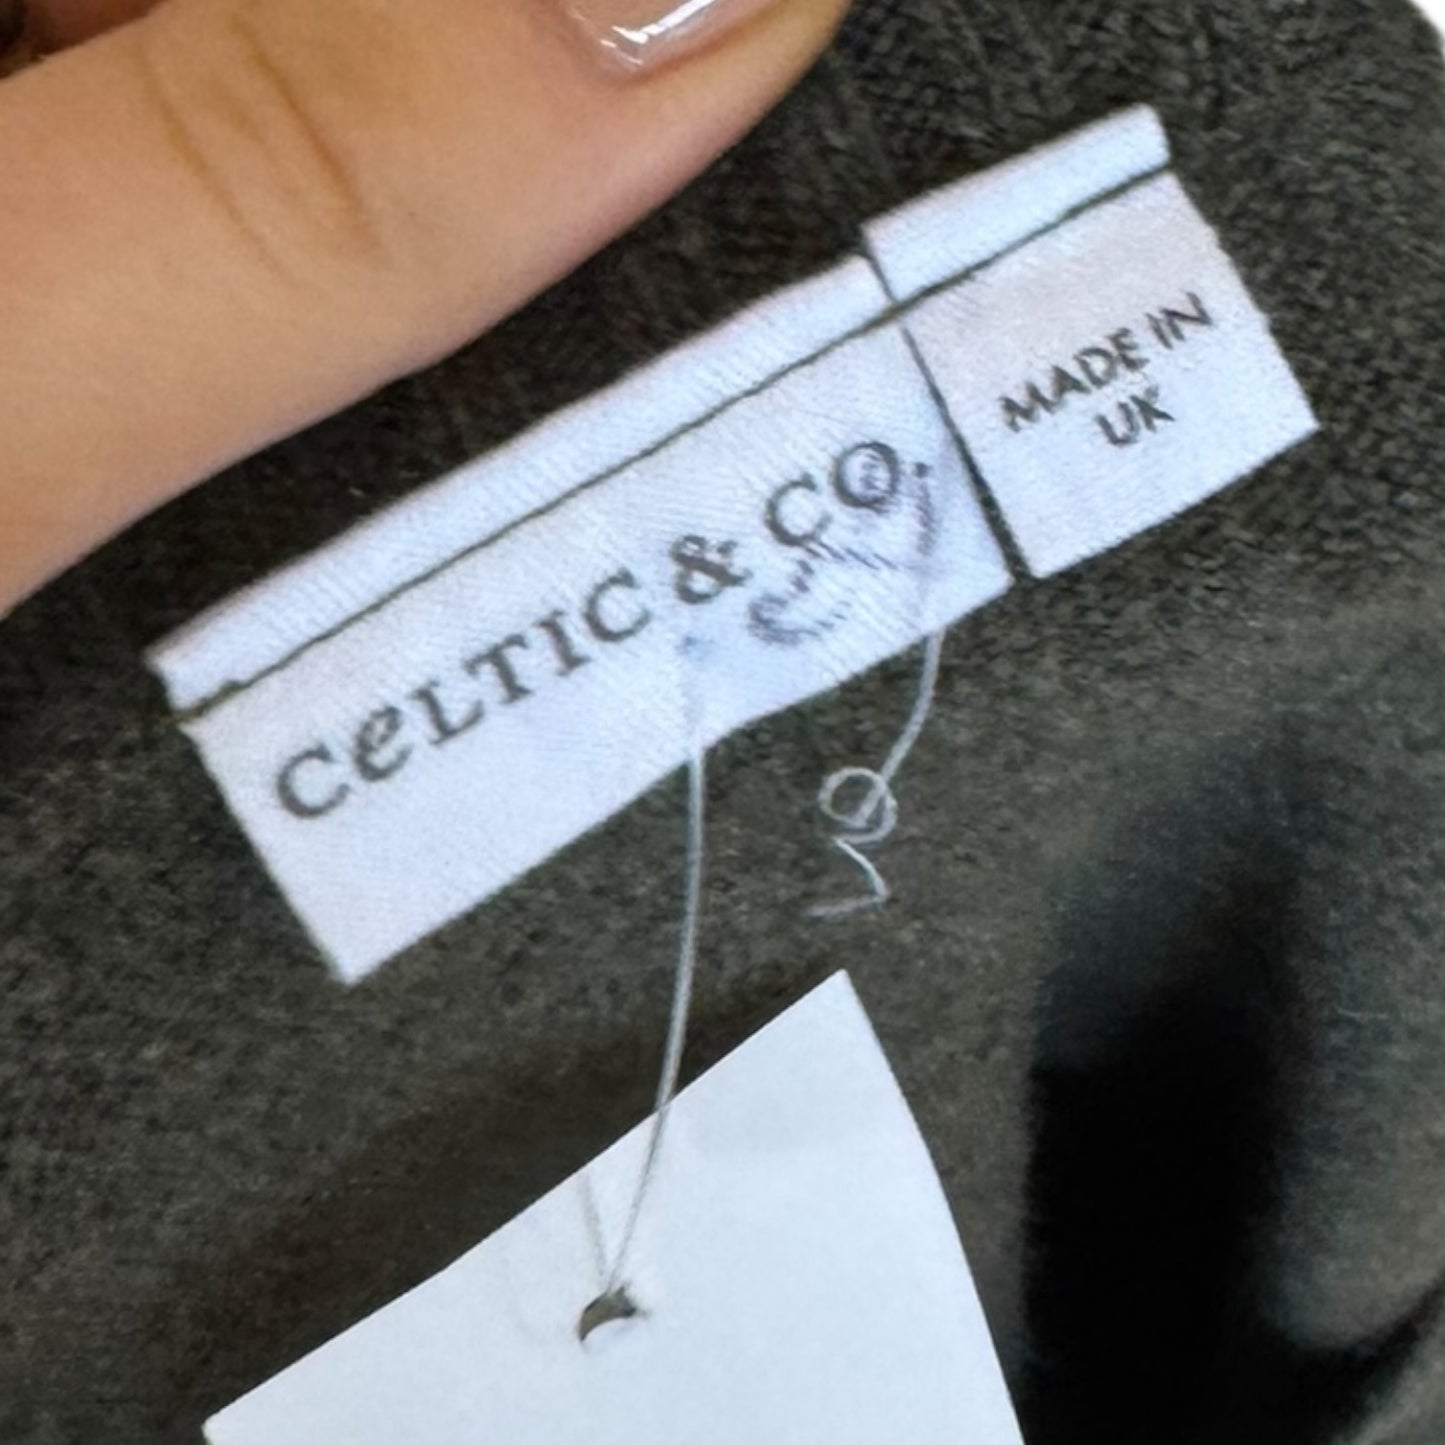 CeLTIC & CO.
MADE IN
UK